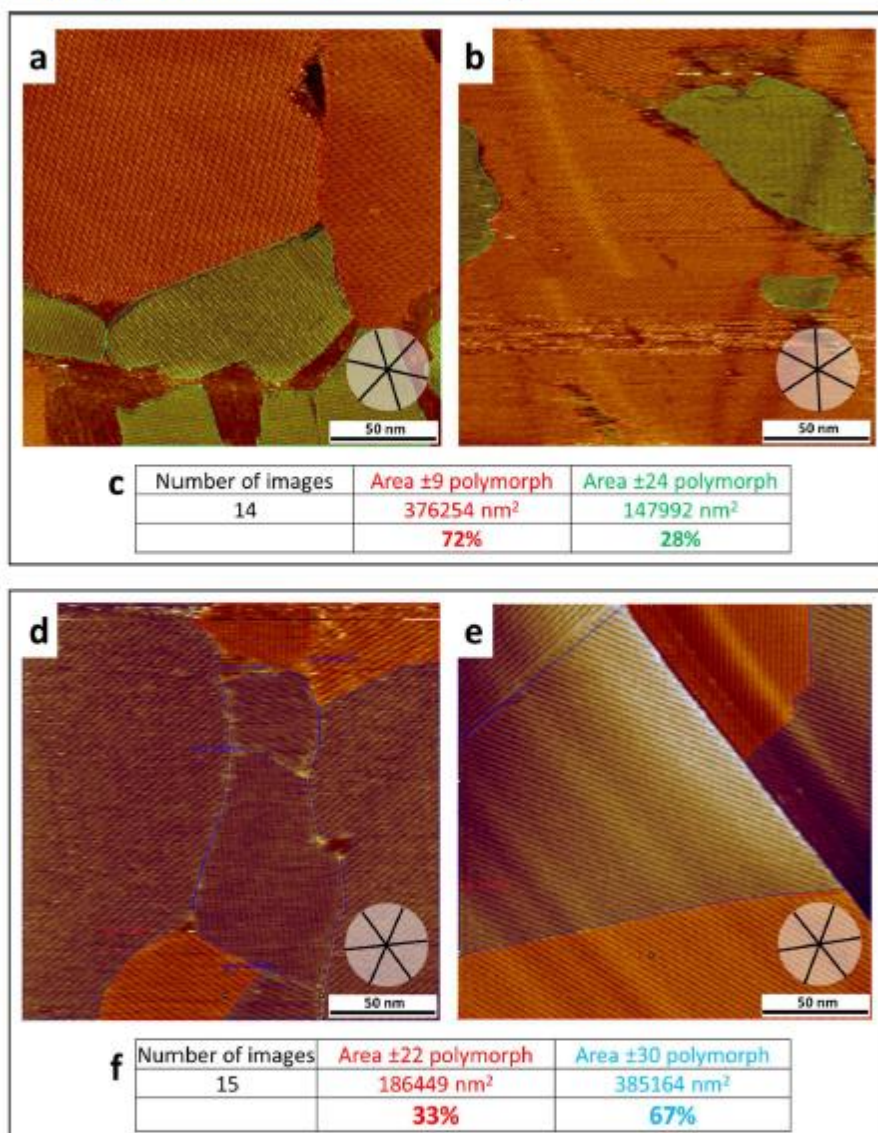 a
b
50 nm
50 nm
c
Number of images Area ±9 polymorph Area ±24 polymorph
14 376254 nm² 147992 nm²
72% 28%
d
e
50 nm
50 nm
f
Number of images Area ±22 polymorph Area ±30 polymorph
15 186449 nm² 385164 nm²
33% 67%